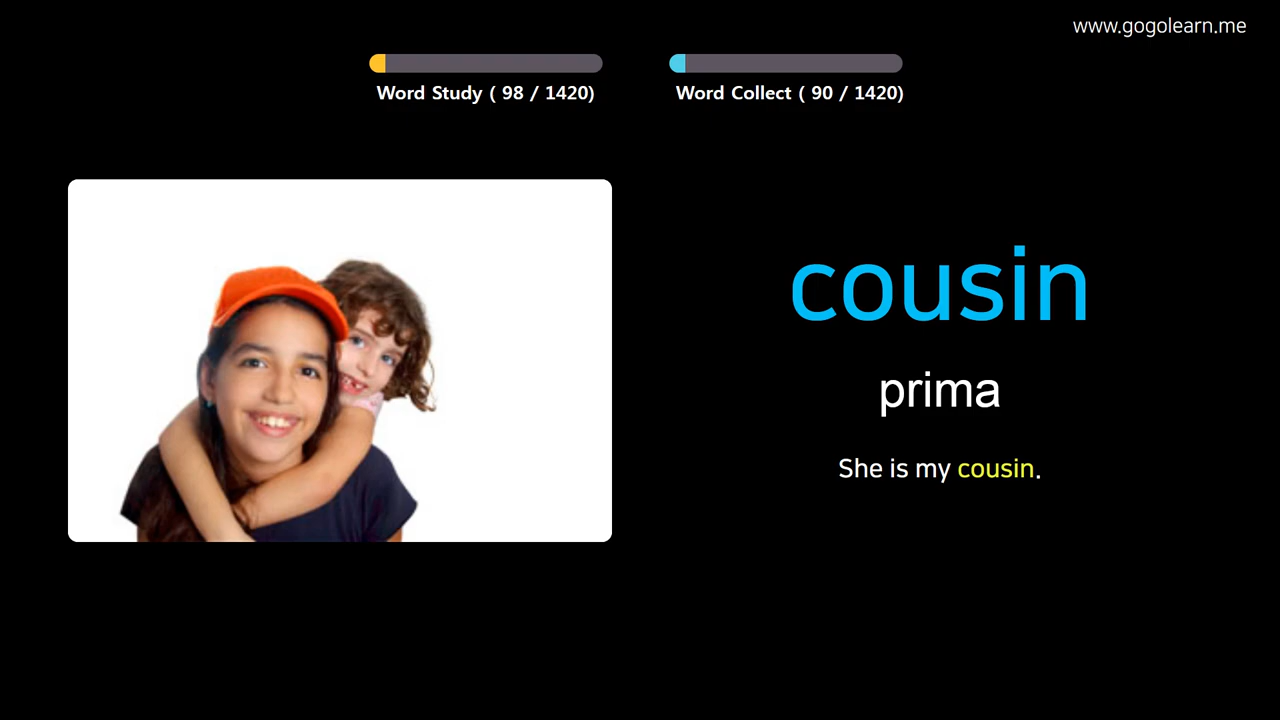 www.gogolearn.me
Word Study ( 98 / 1420)
Word Collect ( 90 / 1420)
cousin
prima
She is my cousin.